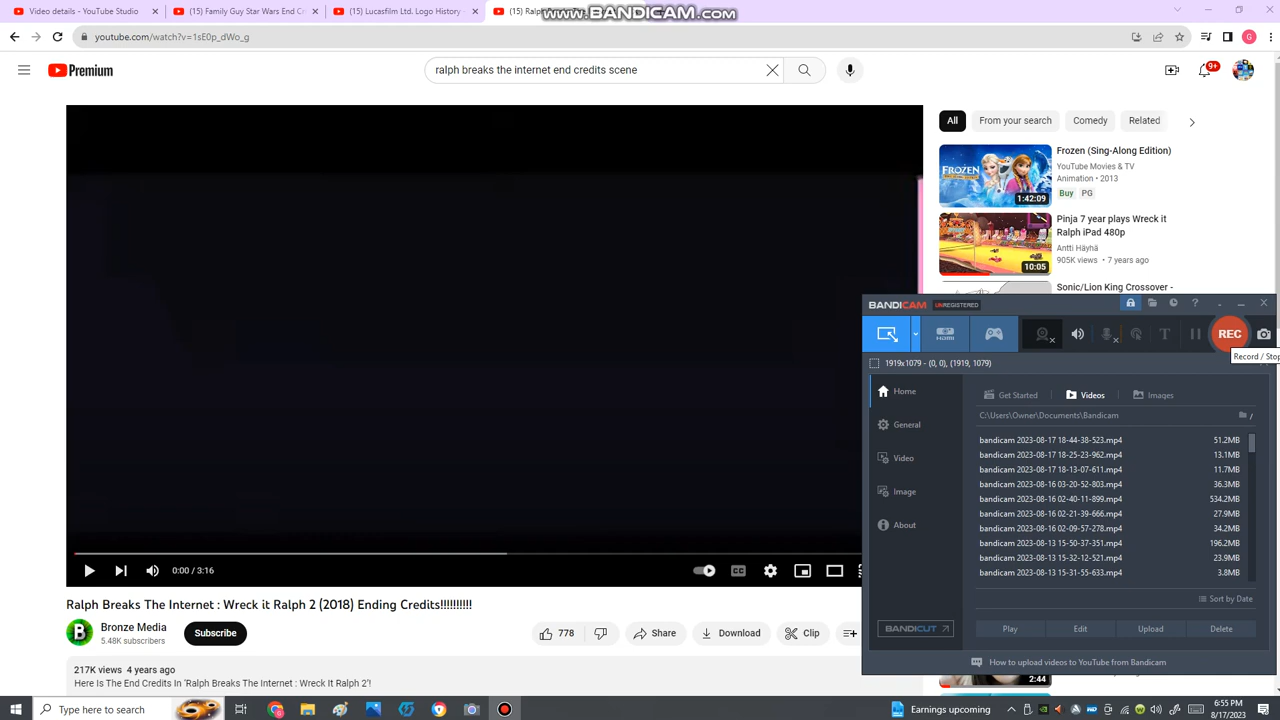 (15) Video details - YouTube Studio
(15) Family Guy Star Wars End C
(15) Lucasfilm Ltd. Logo History
(15) Ralp
www.BANDICAM.com
youtube.com/watch?v=1sE0p_dWo_g
Premium
ralph breaks the internet end credits scene
9+
G
All
From your search
Comedy
Related
Frozen (Sing-Along Edition)
YouTube Movies & TV
Animation • 2013
Buy PG
1:42:09
FROZEN
Pinja 7 year plays Wreck it
Ralph iPad 480p
Antti Häyhä
905K views • 7 years ago
10:05
Sonic/Lion King Crossover -
BANDICAM UNREGISTERED
HDMI
REC
Record / Stop
1919x1079 - (0, 0), (1919, 1079)
Home
General
Video
Image
About
Get Started
Videos
Images
C:\Users\Owner\Documents\Bandicam
bandicam 2023-08-17 18-44-38-523.mp4 51.2MB
bandicam 2023-08-17 18-25-23-962.mp4 13.1MB
bandicam 2023-08-17 18-13-07-611.mp4 11.7MB
bandicam 2023-08-16 03-20-52-803.mp4 36.3MB
bandicam 2023-08-16 02-40-11-899.mp4 534.2MB
bandicam 2023-08-16 02-21-39-666.mp4 27.9MB
bandicam 2023-08-16 02-09-57-278.mp4 34.2MB
bandicam 2023-08-13 15-50-37-351.mp4 196.2MB
bandicam 2023-08-13 15-32-12-521.mp4 23.9MB
bandicam 2023-08-13 15-31-55-633.mp4 3.8MB
Sort by Date
BANDICUT
Play
Edit
Upload
Delete
How to upload videos to YouTube from Bandicam
2:44
0:00 / 3:16
CC
Ralph Breaks The Internet : Wreck it Ralph 2 (2018) Ending Credits!!!!!!!!!!
Bronze Media
5.48K subscribers
Subscribe
778
Share
Download
Clip
217K views 4 years ago
Here Is The End Credits In 'Ralph Breaks The Internet : Wreck It Ralph 2'!
Type here to search
Earnings upcoming
6:55 PM
8/17/2023